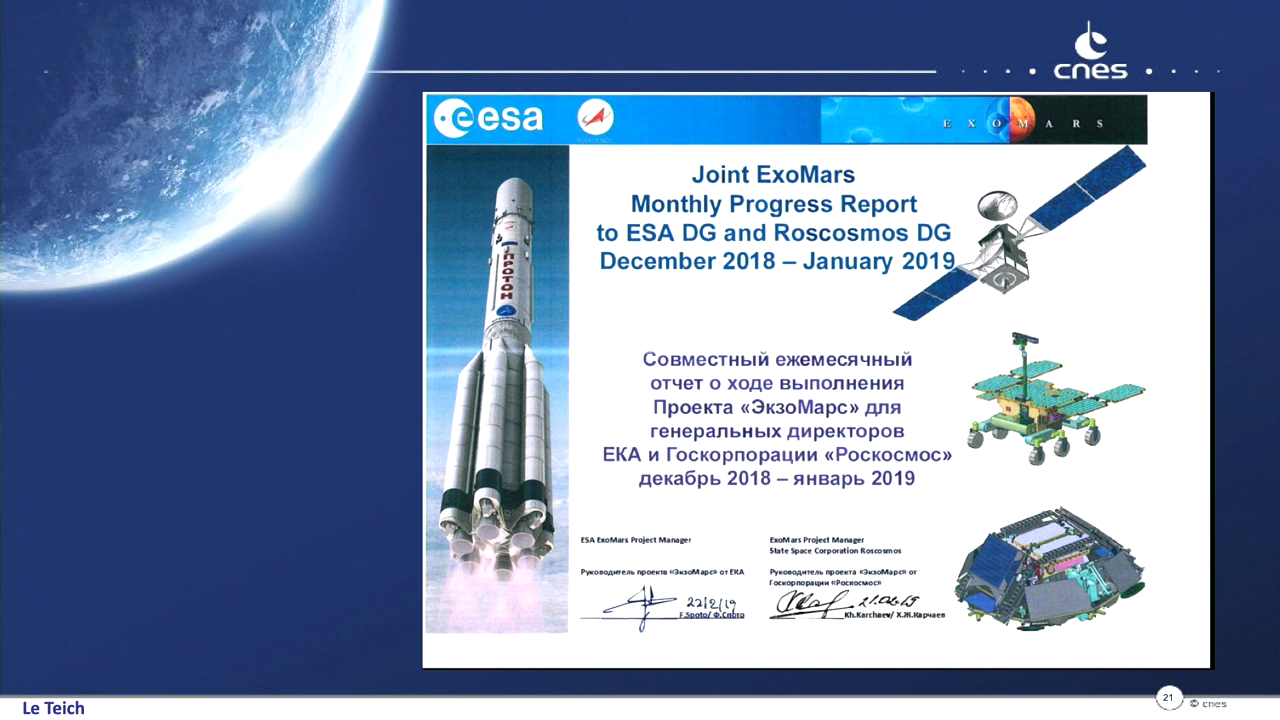 cnes
esa
EXOMARS
Joint ExoMars
Monthly Progress Report
to ESA DG and Roscosmos DG
December 2018 – January 2019
ПРОТОН
Совместный ежемесячный
отчет о ходе выполнения
Проекта «ЭкзоМарс» для
генеральных директоров
ЕКА и Госкорпорации «Роскосмос»
декабрь 2018 – январь 2019
ESA ExoMars Project Manager
Руководитель проекта «ЭкзоМарс» от ЕКА
22/2/19
F.Spoto/ Ф.Спото
ExoMars Project Manager
State Space Corporation Roscosmos
Руководитель проекта «ЭкзоМарс» от
Госкорпорации «Роскосмос»
21.02.19
Kh.Karchaev/ Х.Ж.Карчаев
Le Teich
21
© cnes